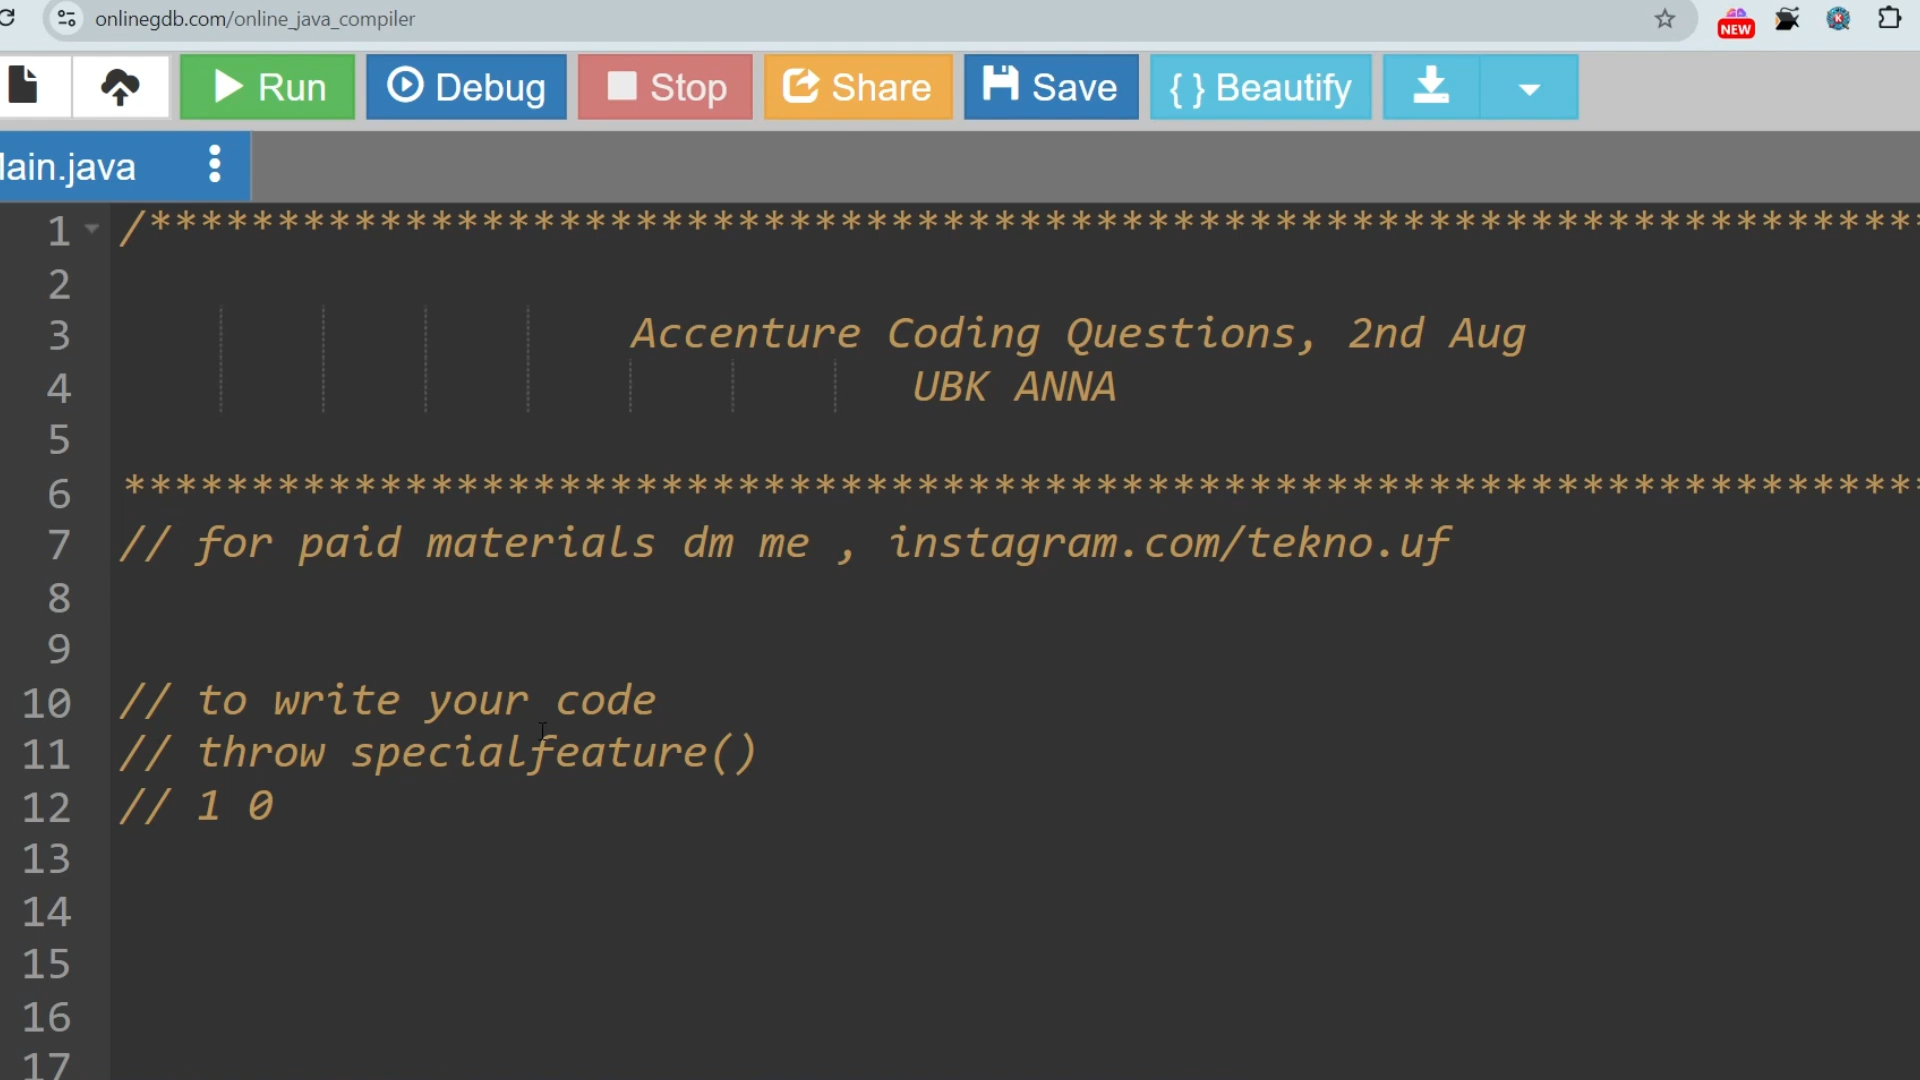 onlinegdb.com/online_java_compiler
NEW
K
Run
Debug
Stop
Share
Save
{ } Beautify
lain.java
1 /**********************************************************************
2
3 Accenture Coding Questions, 2nd Aug
4 UBK ANNA
5
6 **********************************************************************
7 // for paid materials dm me , instagram.com/tekno.uf
8
9
10 // to write your code
11 // throw specialfeature()
12 // 1 0
13
14
15
16
17